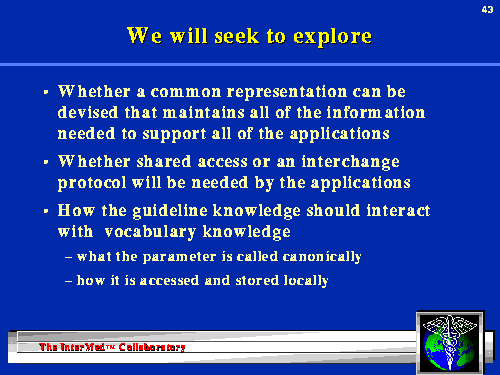 43
We will seek to explore
• Whether a common representation can be
devised that maintains all of the information
needed to support all of the applications
• Whether shared access or an interchange
protocol will be needed by the applications
• How the guideline knowledge should interact
with vocabulary knowledge
– what the parameter is called canonically
– how it is accessed and stored locally
The InterMed™ Collaboratory